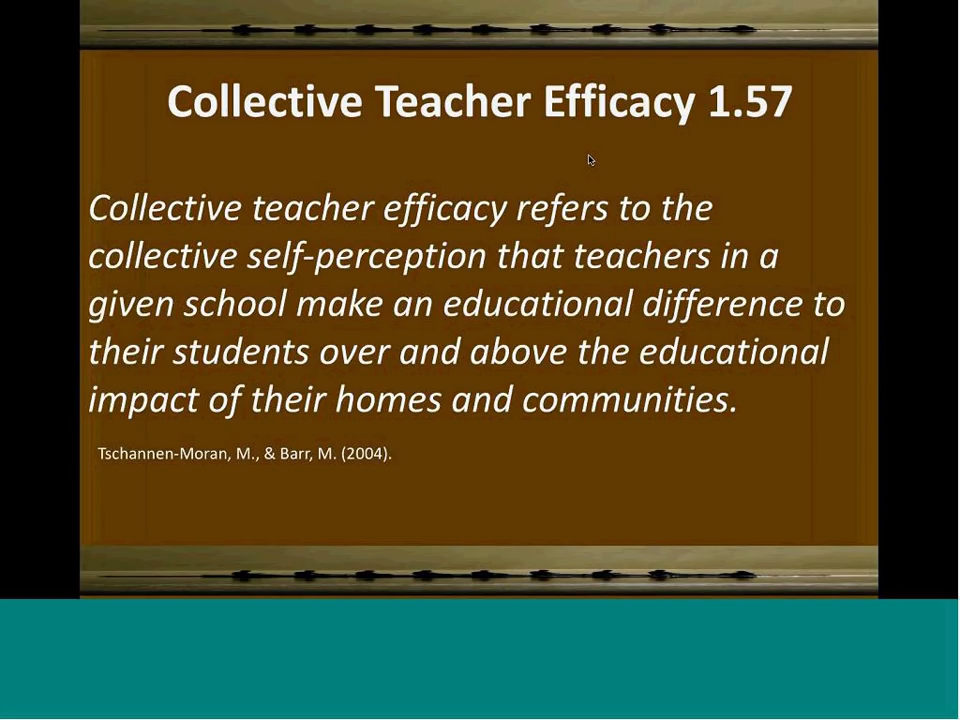 Collective Teacher Efficacy 1.57
Collective teacher efficacy refers to the
collective self-perception that teachers in a
given school make an educational difference to
their students over and above the educational
impact of their homes and communities.
Tschannen-Moran, M., & Barr, M. (2004).